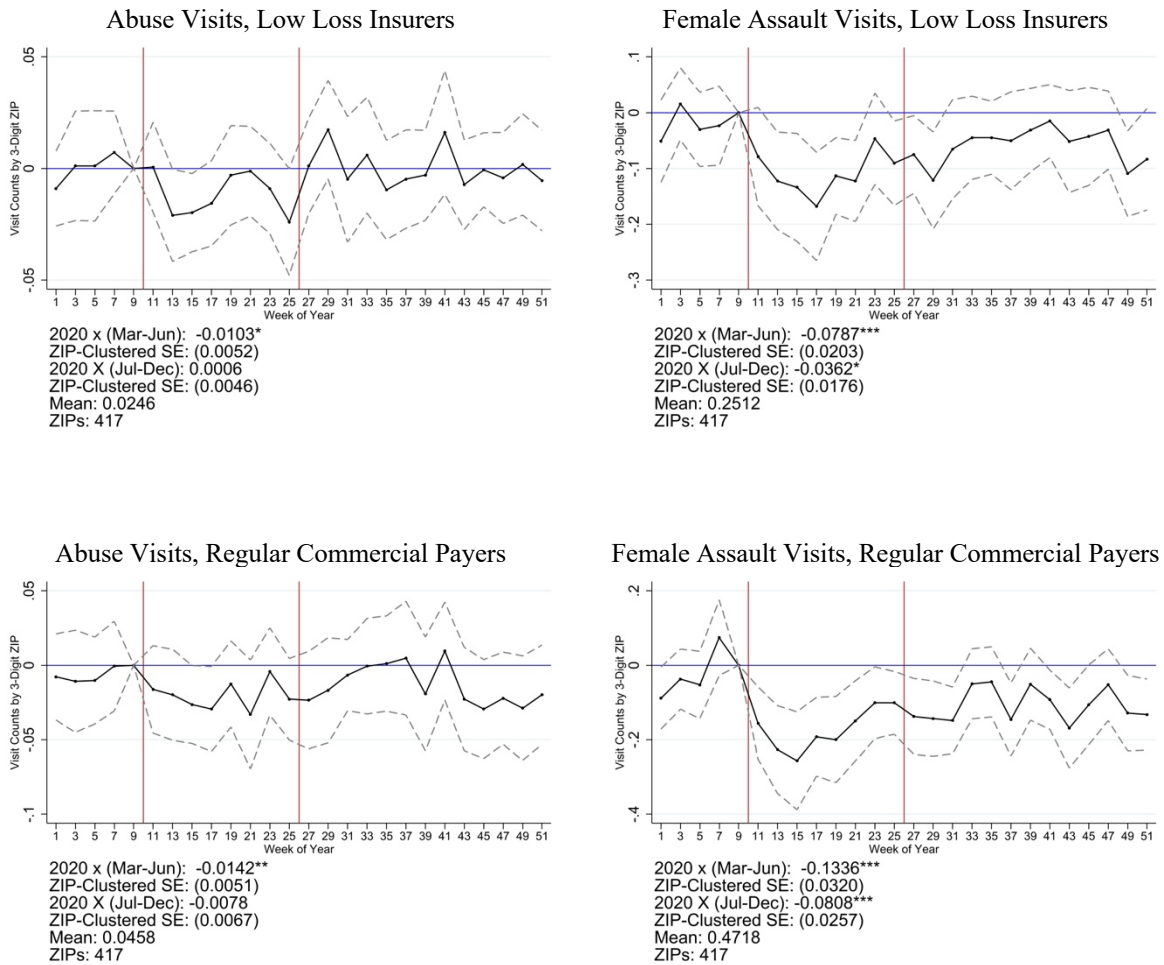 Abuse Visits, Low Loss Insurers
.05
0
-.05
Visit Counts by 3-Digit ZIP
1 3 5 7 9 11 13 15 17 19 21 23 25 27 29 31 33 35 37 39 41 43 45 47 49 51
Week of Year
2020 x (Mar-Jun): -0.0103*
ZIP-Clustered SE: (0.0052)
2020 X (Jul-Dec): 0.0006
ZIP-Clustered SE: (0.0046)
Mean: 0.0246
ZIPs: 417
Female Assault Visits, Low Loss Insurers
.1
0
-.1
-.2
-.3
Visit Counts by 3-Digit ZIP
1 3 5 7 9 11 13 15 17 19 21 23 25 27 29 31 33 35 37 39 41 43 45 47 49 51
Week of Year
2020 x (Mar-Jun): -0.0787***
ZIP-Clustered SE: (0.0203)
2020 X (Jul-Dec): -0.0362*
ZIP-Clustered SE: (0.0176)
Mean: 0.2512
ZIPs: 417
Abuse Visits, Regular Commercial Payers
.05
0
-.05
-.1
Visit Counts by 3-Digit ZIP
1 3 5 7 9 11 13 15 17 19 21 23 25 27 29 31 33 35 37 39 41 43 45 47 49 51
Week of Year
2020 x (Mar-Jun): -0.0142**
ZIP-Clustered SE: (0.0051)
2020 X (Jul-Dec): -0.0078
ZIP-Clustered SE: (0.0067)
Mean: 0.0458
ZIPs: 417
Female Assault Visits, Regular Commercial Payers
.2
0
-.2
-.4
Visit Counts by 3-Digit ZIP
1 3 5 7 9 11 13 15 17 19 21 23 25 27 29 31 33 35 37 39 41 43 45 47 49 51
Week of Year
2020 x (Mar-Jun): -0.1336***
ZIP-Clustered SE: (0.0320)
2020 X (Jul-Dec): -0.0808***
ZIP-Clustered SE: (0.0257)
Mean: 0.4718
ZIPs: 417